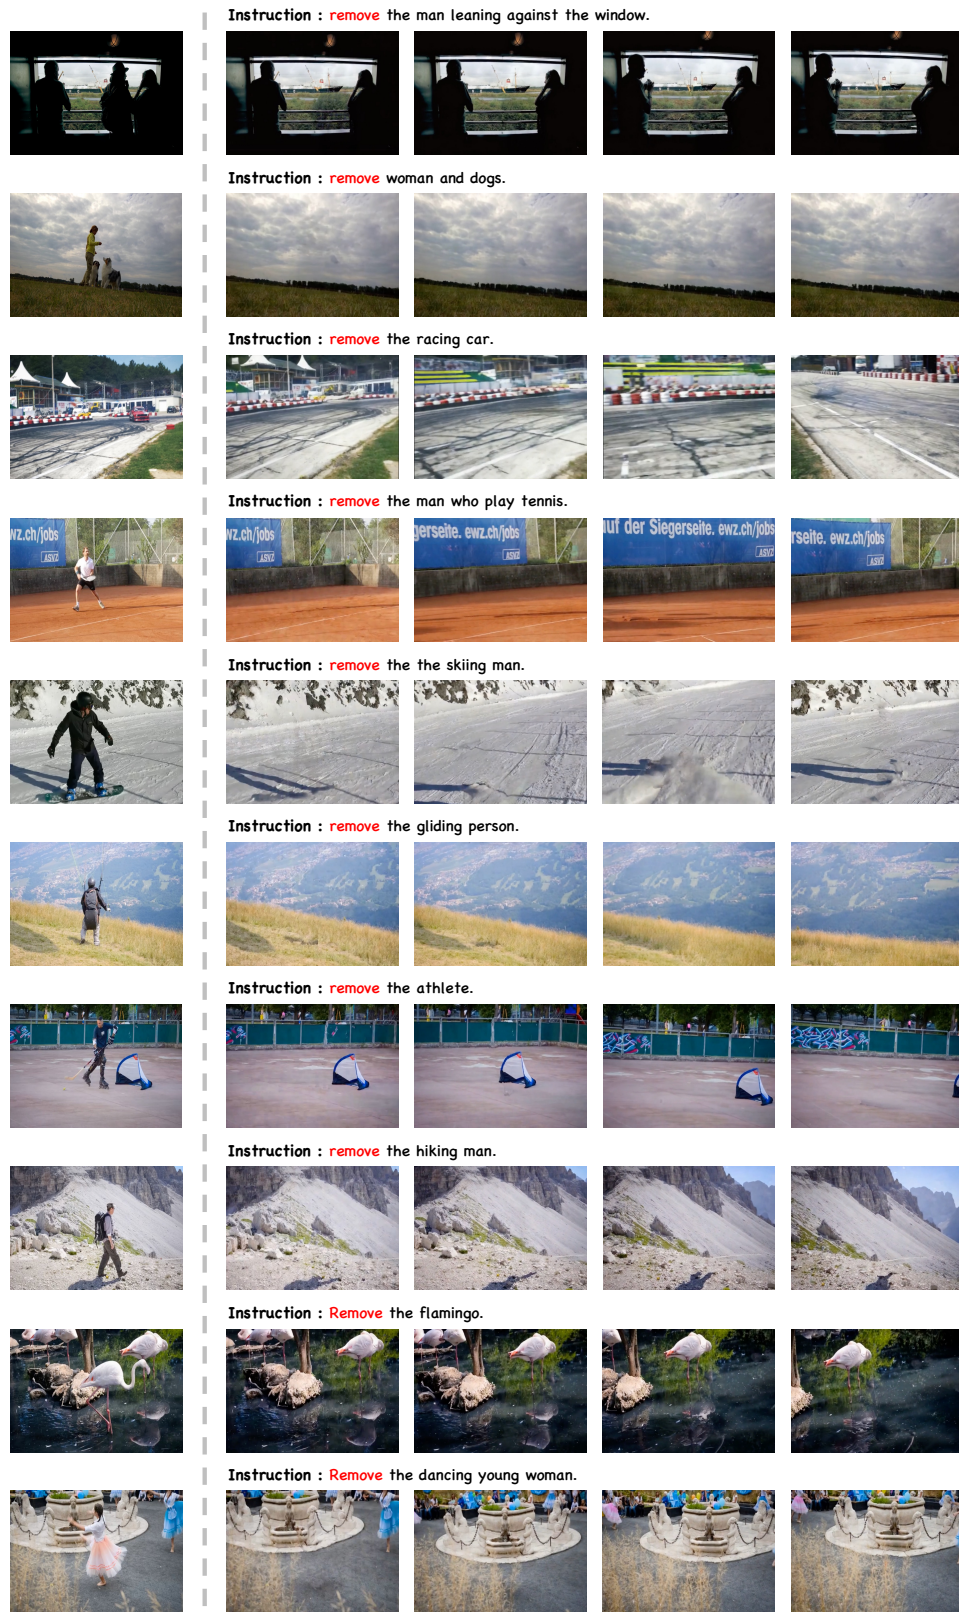 Instruction : remove the man leaning against the window.
Instruction : remove woman and dogs.
Instruction : remove the racing car.
Instruction : remove the man who play tennis.
wz.ch/jobs
ASVZ
wz.ch/jobs
ASVZ
gerseite. ewz.ch/jobs
ASVZ
uf der Siegerseite. ewz.ch/jobs
ASVZ
rseite. ewz.ch/jobs
ASVZ
Instruction : remove the the skiing man.
Instruction : remove the gliding person.
Instruction : remove the athlete.
Instruction : remove the hiking man.
Instruction : Remove the flamingo.
Instruction : Remove the dancing young woman.